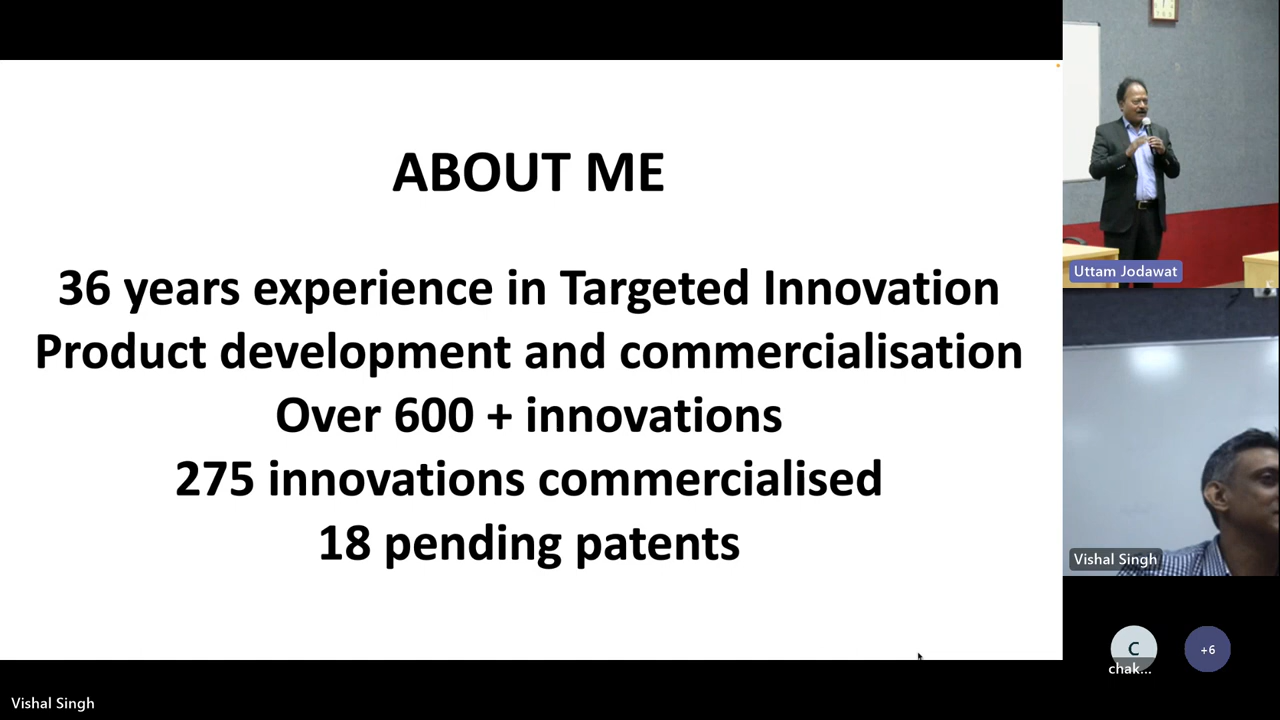 ABOUT ME
36 years experience in Targeted Innovation
Product development and commercialisation
Over 600 + innovations
275 innovations commercialised
18 pending patents
Uttam Jodawat
Vishal Singh
C
chak...
+6
Vishal Singh